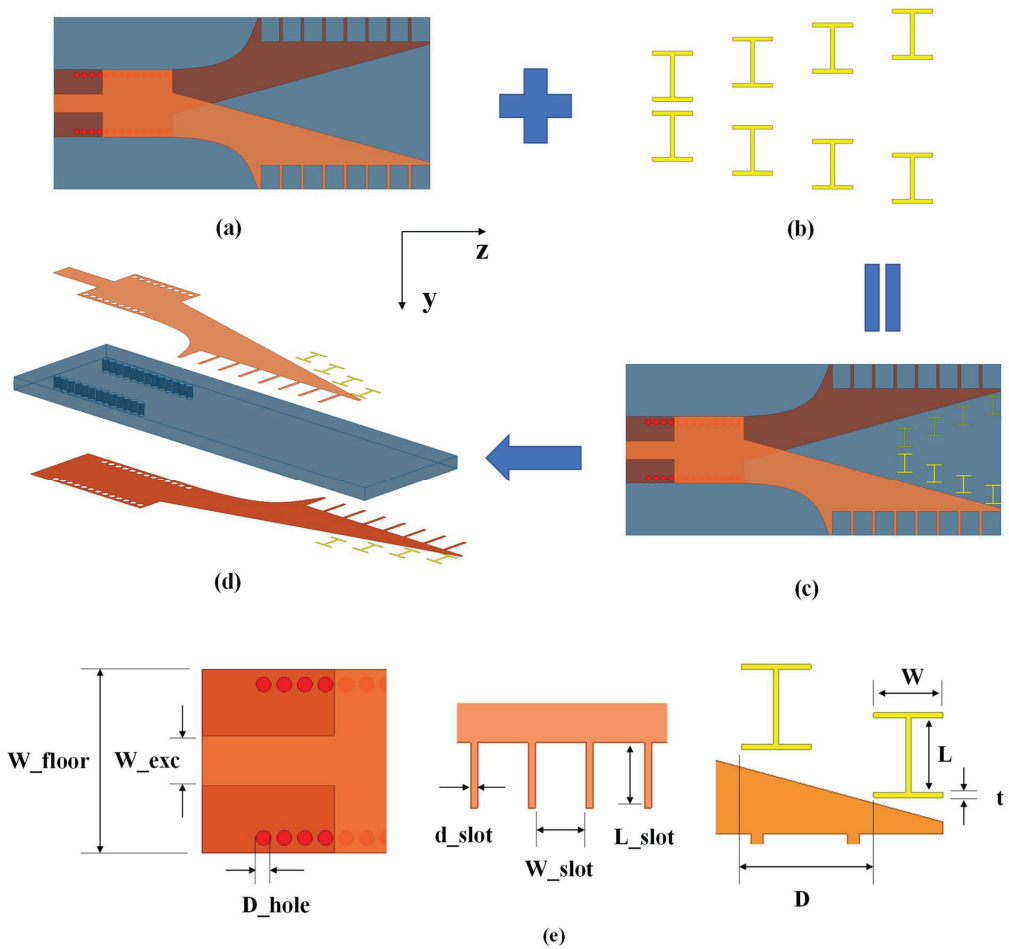 (a)
(b)
z
y
(d)
(c)
W_floor
W_exc
D_hole
d_slot
W_slot
L_slot
W
L
t
D
(e)